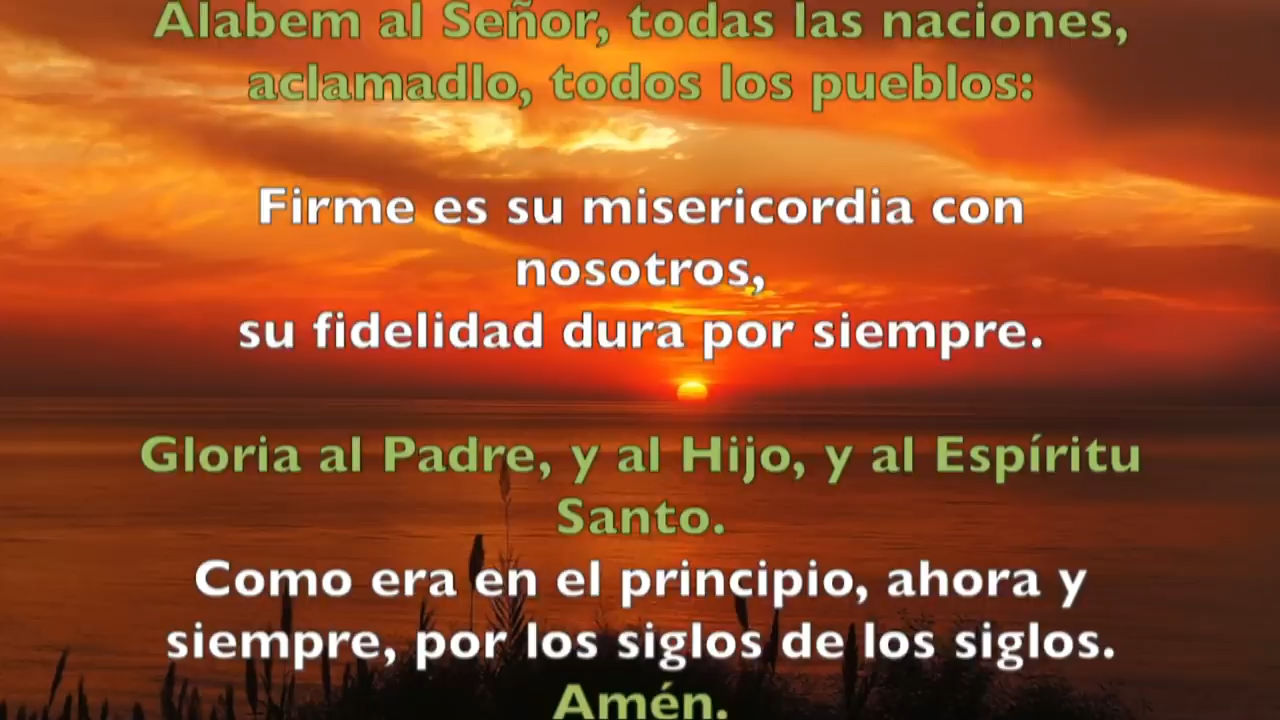 Alabem al Señor, todas las naciones,
aclamadlo, todos los pueblos:
Firme es su misericordia con
nosotros,
su fidelidad dura por siempre.
Gloria al Padre, y al Hijo, y al Espíritu
Santo.
Como era en el principio, ahora y
siempre, por los siglos de los siglos.
Amén.